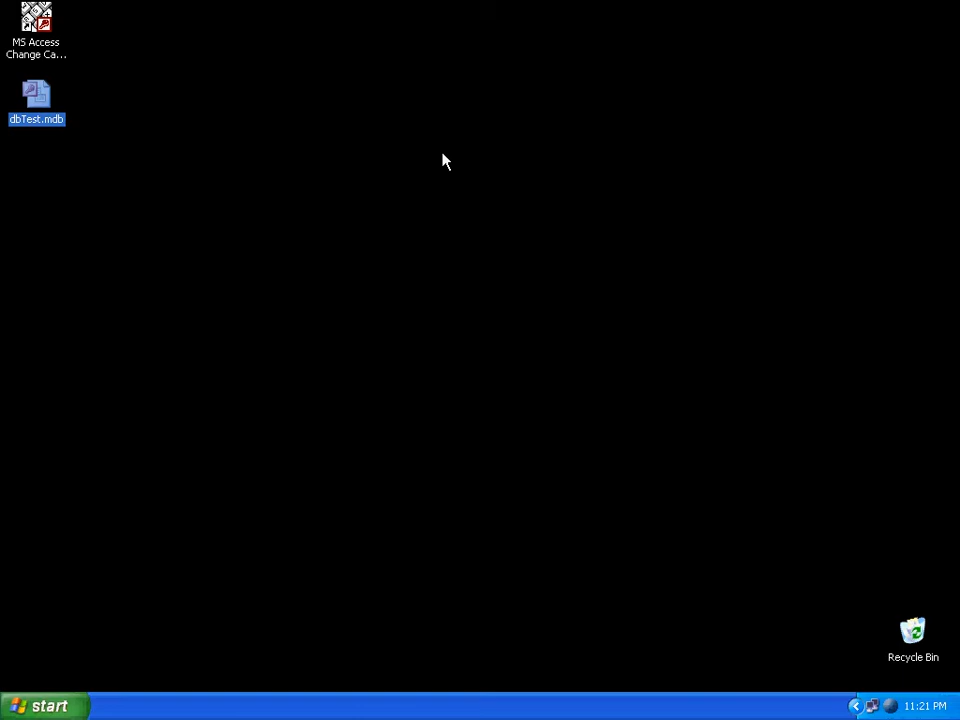 MS Access
Change Ca...
dbTest.mdb
Recycle Bin
start
11:21 PM